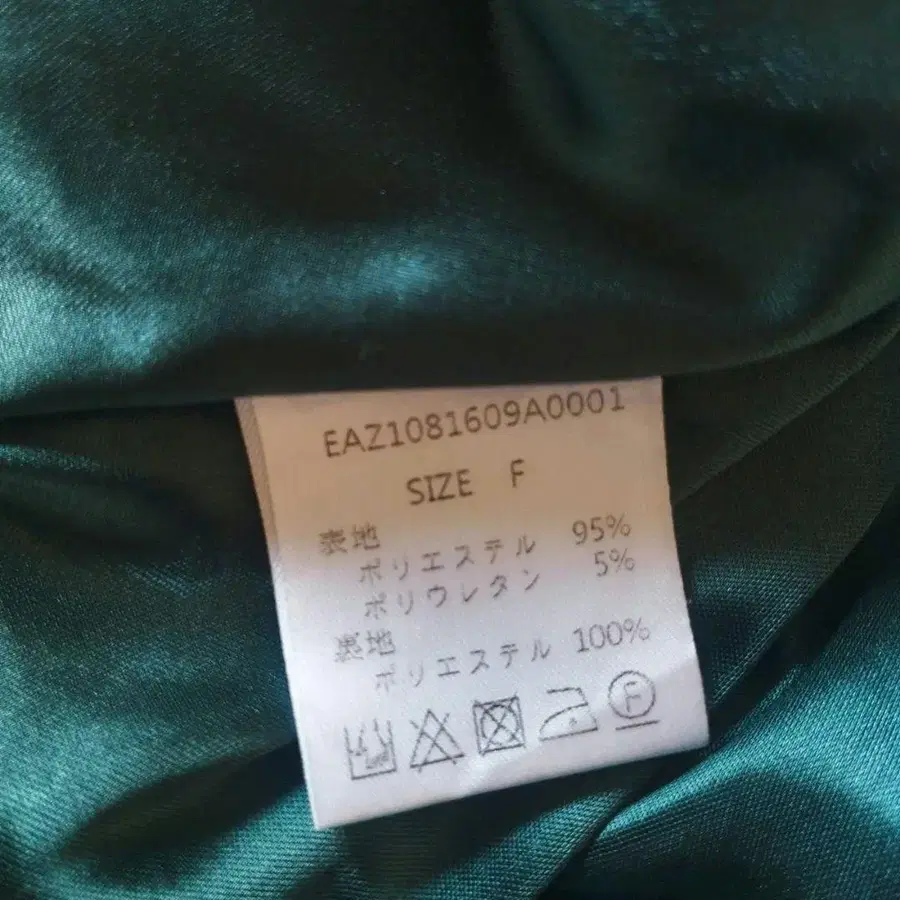 EAZ1081609A0001
SIZE F
表地
ポリエステル 95%
ポリウレタン 5%
裏地
ポリエステル 100%
F